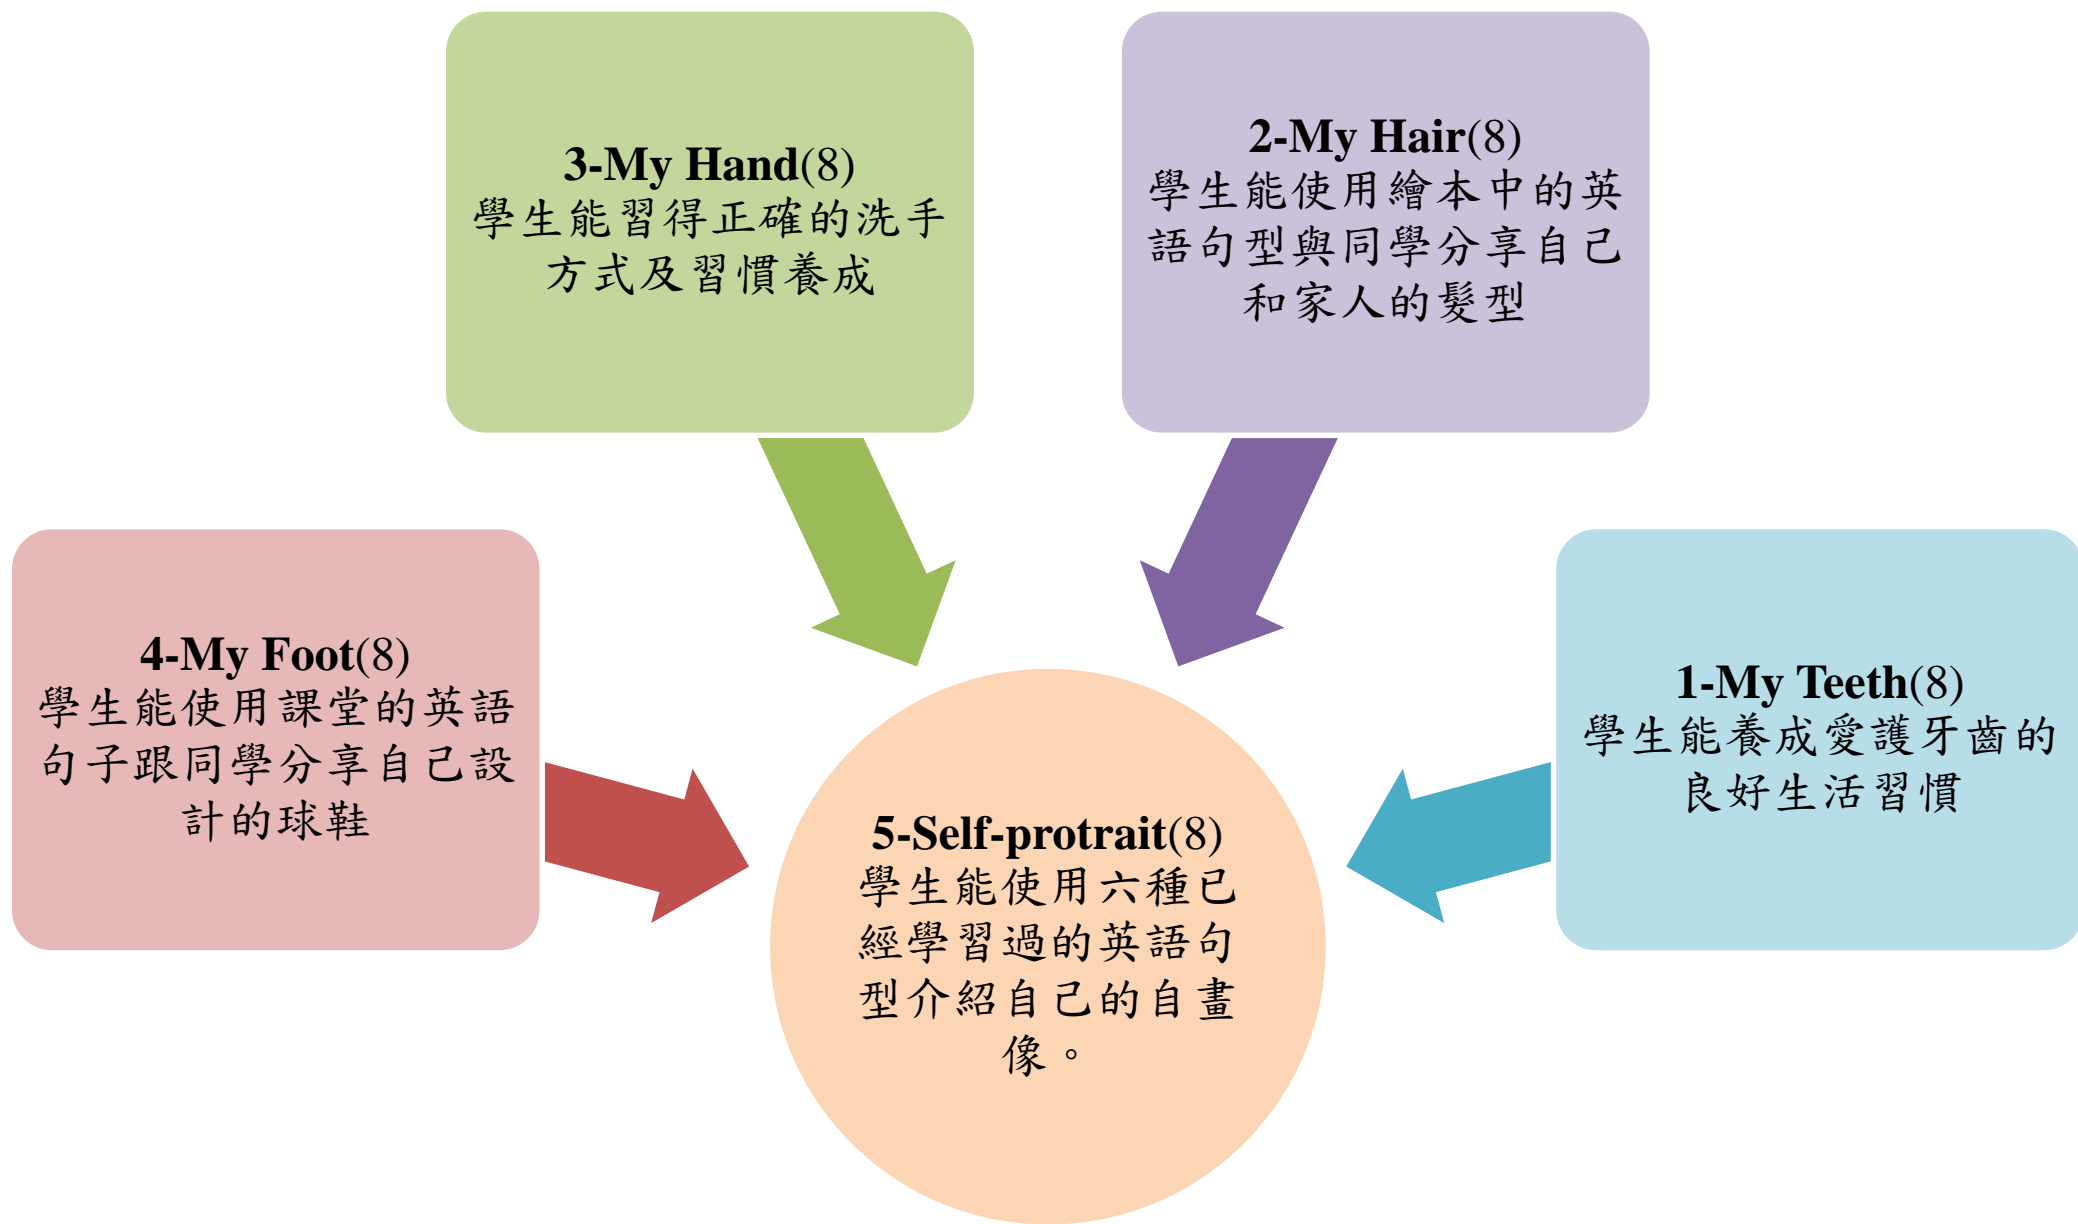 3-My Hand(8)
學生能習得正確的洗手
方式及習慣養成
2-My Hair(8)
學生能使用繪本中的英
語句型與同學分享自己
和家人的髮型
4-My Foot(8)
學生能使用課堂的英語
句子跟同學分享自己設
計的球鞋
1-My Teeth(8)
學生能養成愛護牙齒的
良好生活習慣
5-Self-protrait(8)
學生能使用六種已
經學習過的英語句
型介紹自己的自畫
像。